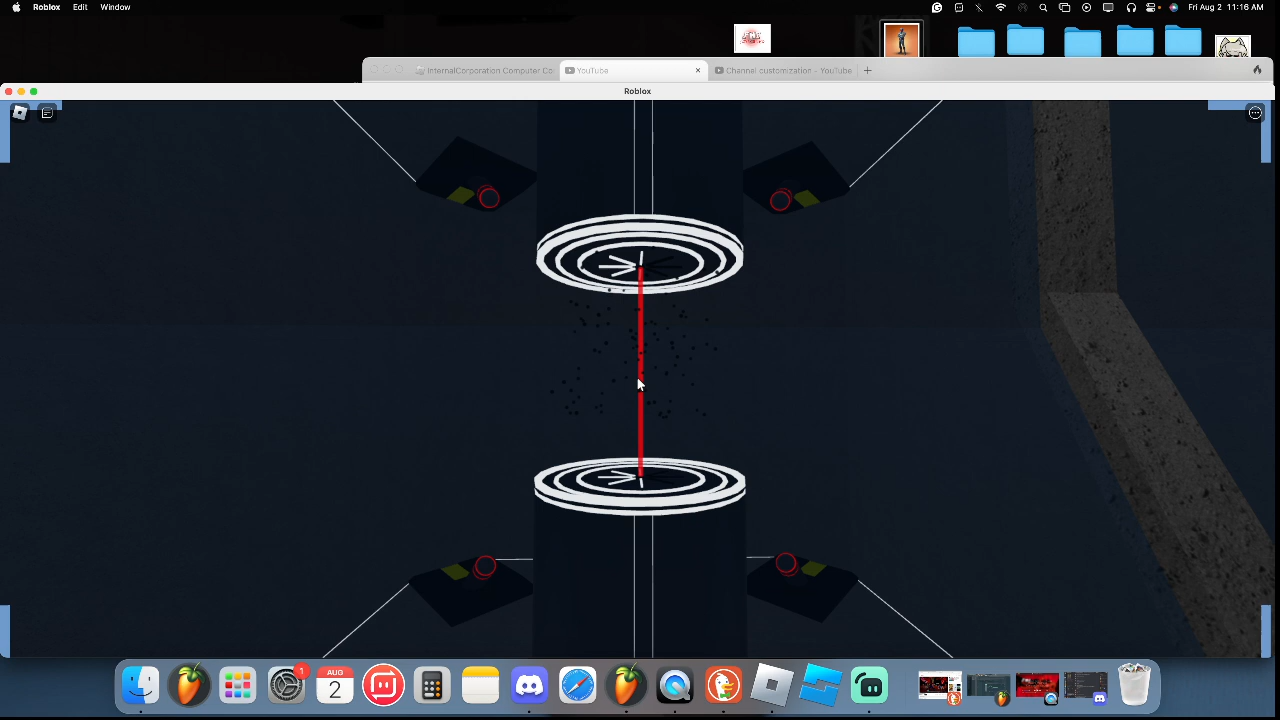 Roblox Edit Window Fri Aug 2 11:16 AM
InternalCorporation Computer Co YouTube Channel customization - YouTube
Roblox
1
AUG
2